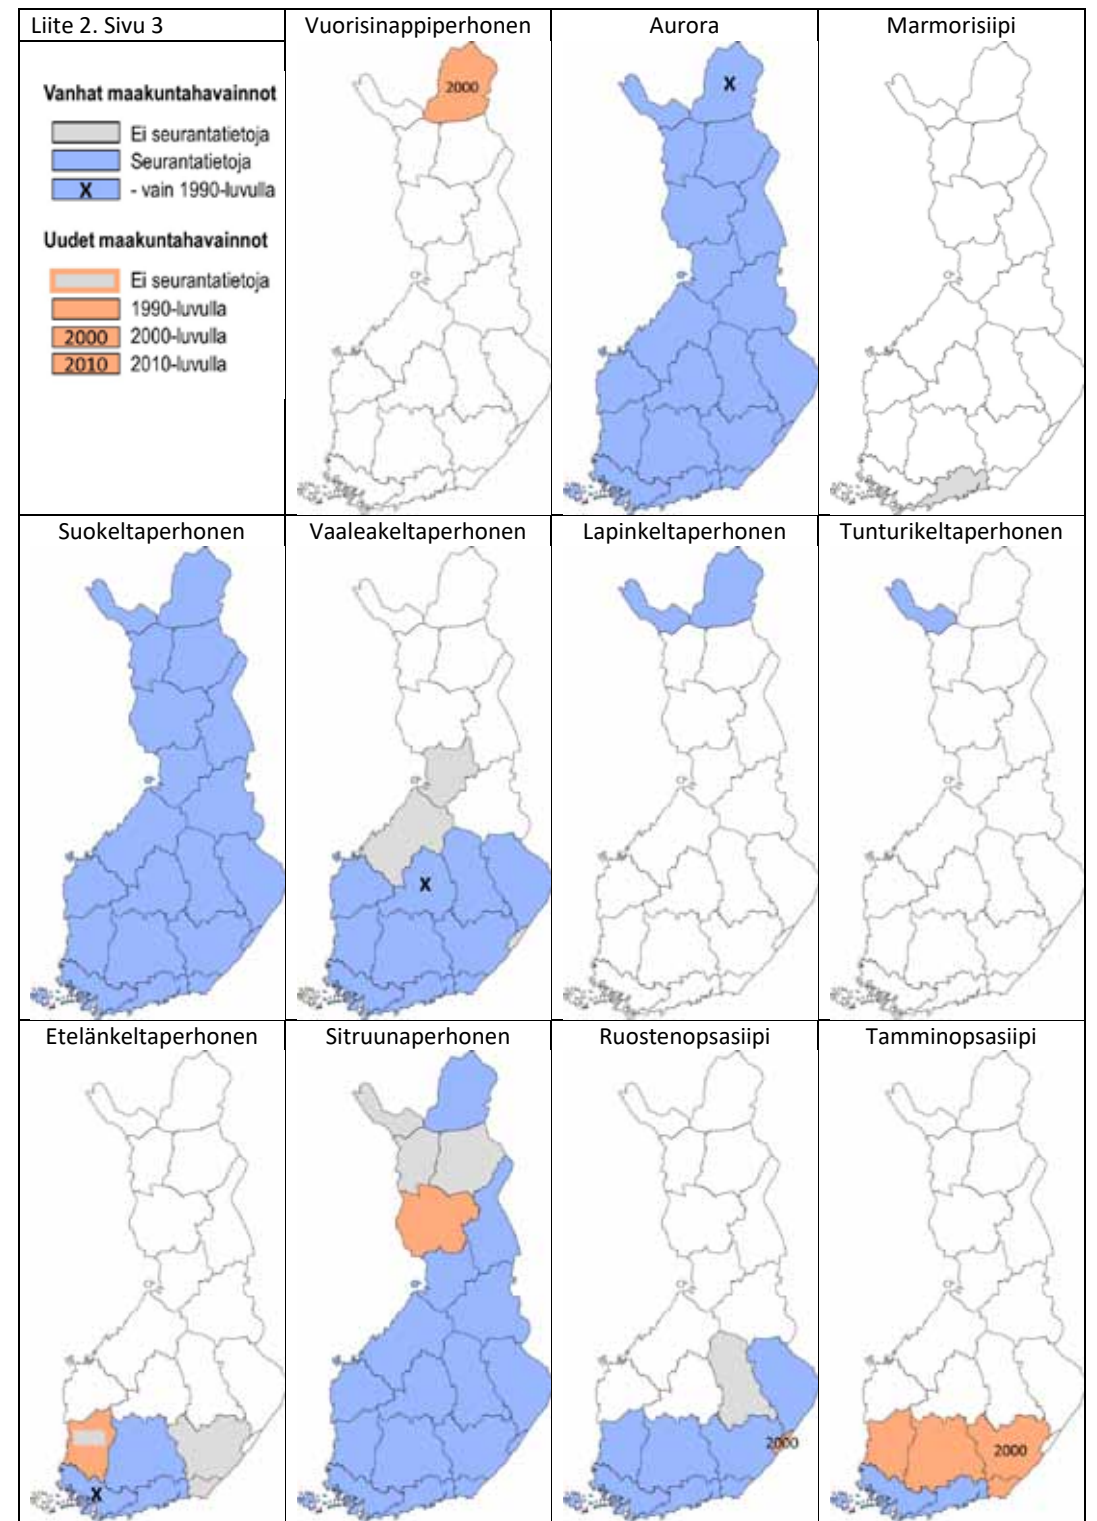 Liite 2. Sivu 3
Vuorisinappiperhonen
Aurora
Marmorisiipi
Vanhat maakuntahavainnot
Ei seurantatietoja
Seurantatietoja
X - vain 1990-luvulla
Uudet maakuntahavainnot
Ei seurantatietoja
1990-luvulla
2000 2000-luvulla
2010 2010-luvulla
2000
X
Suokeltaperhonen
Vaaleakeltaperhonen
Lapinkeltaperhonen
Tunturikeltaperhonen
X
Etelänkeltaperhonen
Sitruunaperhonen
Ruostenopsasiipi
Tamminopsasiipi
X
2000
2000